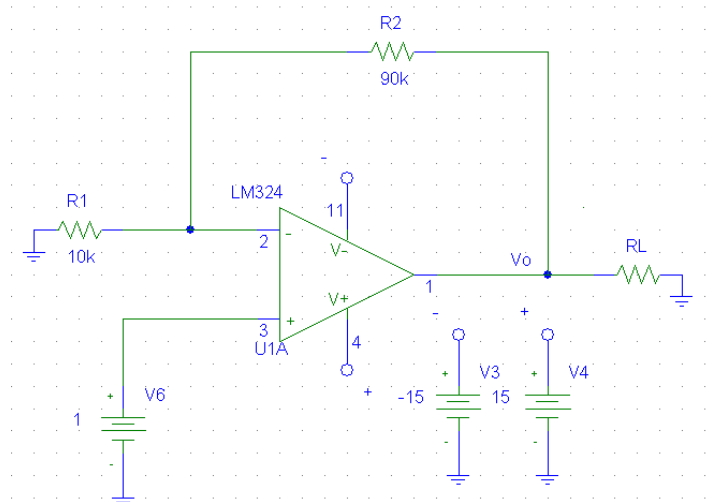 R2
90k
-
LM324
11
R1
-
2
V-
10k
RL
Vo
V+
1
3
+
U1A
4
-
+
+
+
V6
+
V3
+
V4
1
-15
15
-
-
-